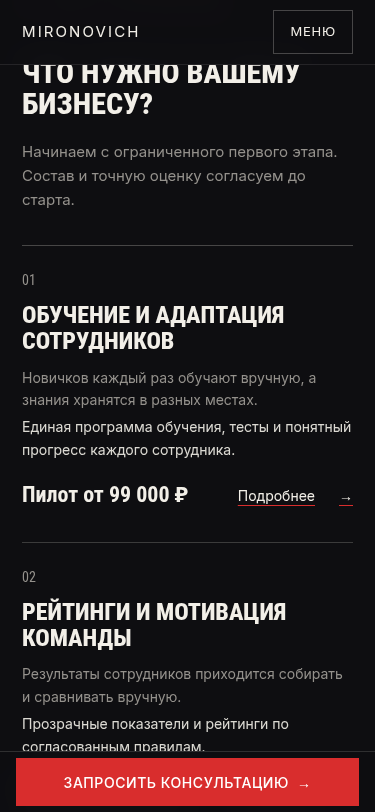 MIRONOVICH
МЕНЮ
ЧТО НУЖНО ВАШЕМУ
БИЗНЕСУ?
Начинаем с ограниченного первого этапа.
Состав и точную оценку согласуем до
старта.
01
ОБУЧЕНИЕ И АДАПТАЦИЯ
СОТРУДНИКОВ
Новичков каждый раз обучают вручную, а
знания хранятся в разных местах.
Единая программа обучения, тесты и понятный
прогресс каждого сотрудника.
Пилот от 99 000 ₽
Подробнее →
02
РЕЙТИНГИ И МОТИВАЦИЯ
КОМАНДЫ
Результаты сотрудников приходится собирать
и сравнивать вручную.
Прозрачные показатели и рейтинги по
согласованным правилам.
ЗАПРОСИТЬ КОНСУЛЬТАЦИЮ →